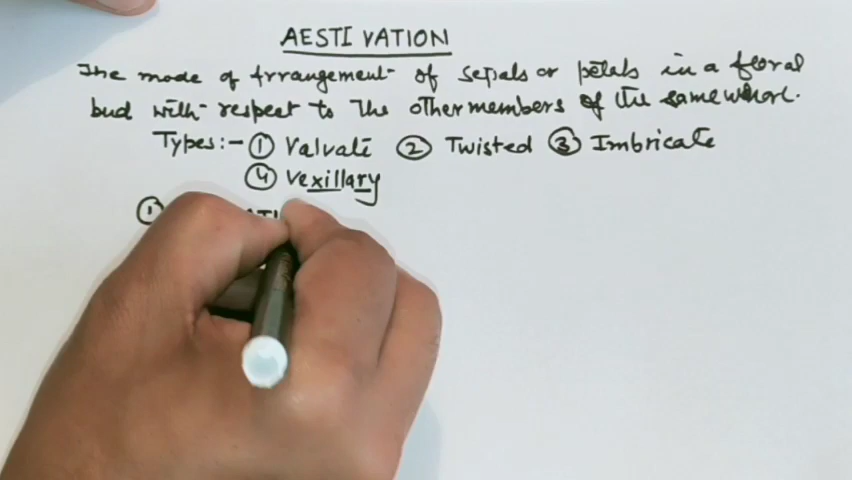 AESTIVATION
The mode of arrangement of sepals or petals in a floral
bud with respect to the other members of the same whorl.
Types:- ① Valvate ② Twisted ③ Imbricate
④ Vexillary
①